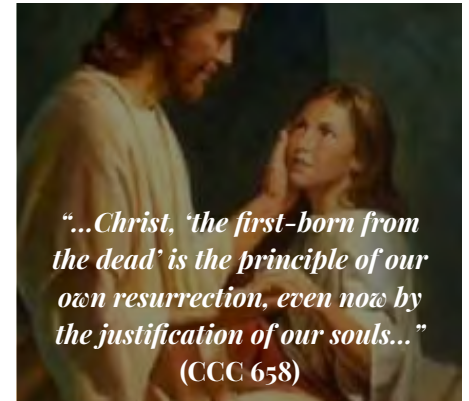 “...Christ, ‘the first-born from
the dead’ is the principle of our
own resurrection, even now by
the justification of our souls...”
(CCC 658)